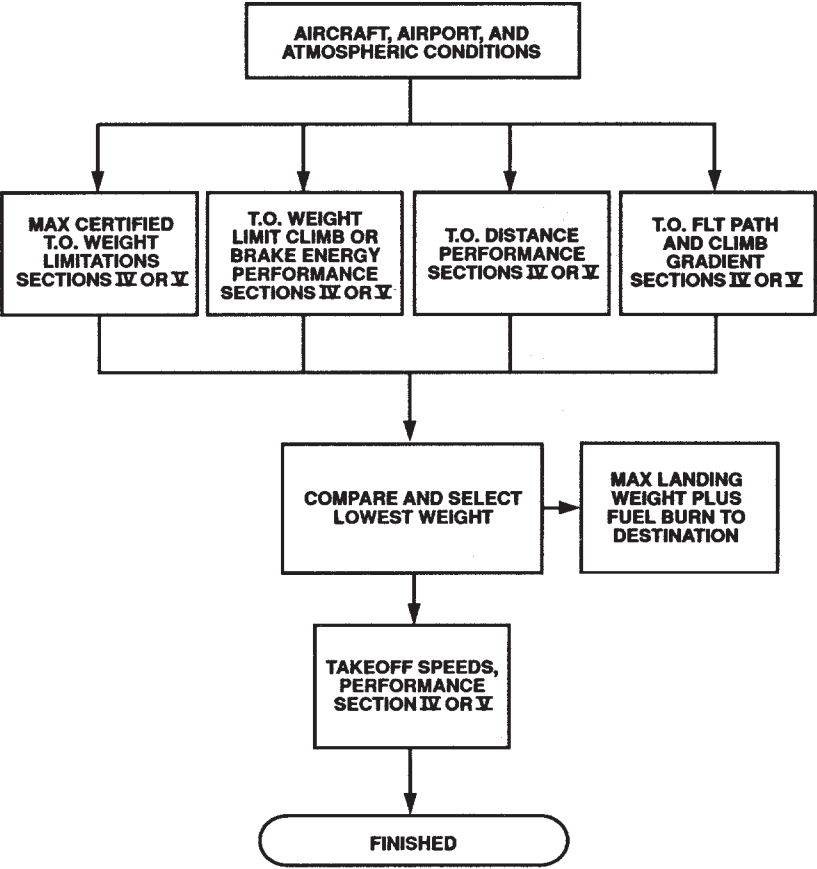 AIRCRAFT, AIRPORT, AND
ATMOSPHERIC CONDITIONS
MAX CERTIFIED
T.O. WEIGHT
LIMITATIONS
SECTIONS IV OR V
T.O. WEIGHT
LIMIT CLIMB OR
BRAKE ENERGY
PERFORMANCE
SECTIONS IV OR V
T.O. DISTANCE
PERFORMANCE
SECTIONS IV OR V
T.O. FLT PATH
AND CLIMB
GRADIENT
SECTIONS IV OR V
COMPARE AND SELECT
LOWEST WEIGHT
MAX LANDING
WEIGHT PLUS
FUEL BURN TO
DESTINATION
TAKEOFF SPEEDS,
PERFORMANCE
SECTION IV OR V
FINISHED